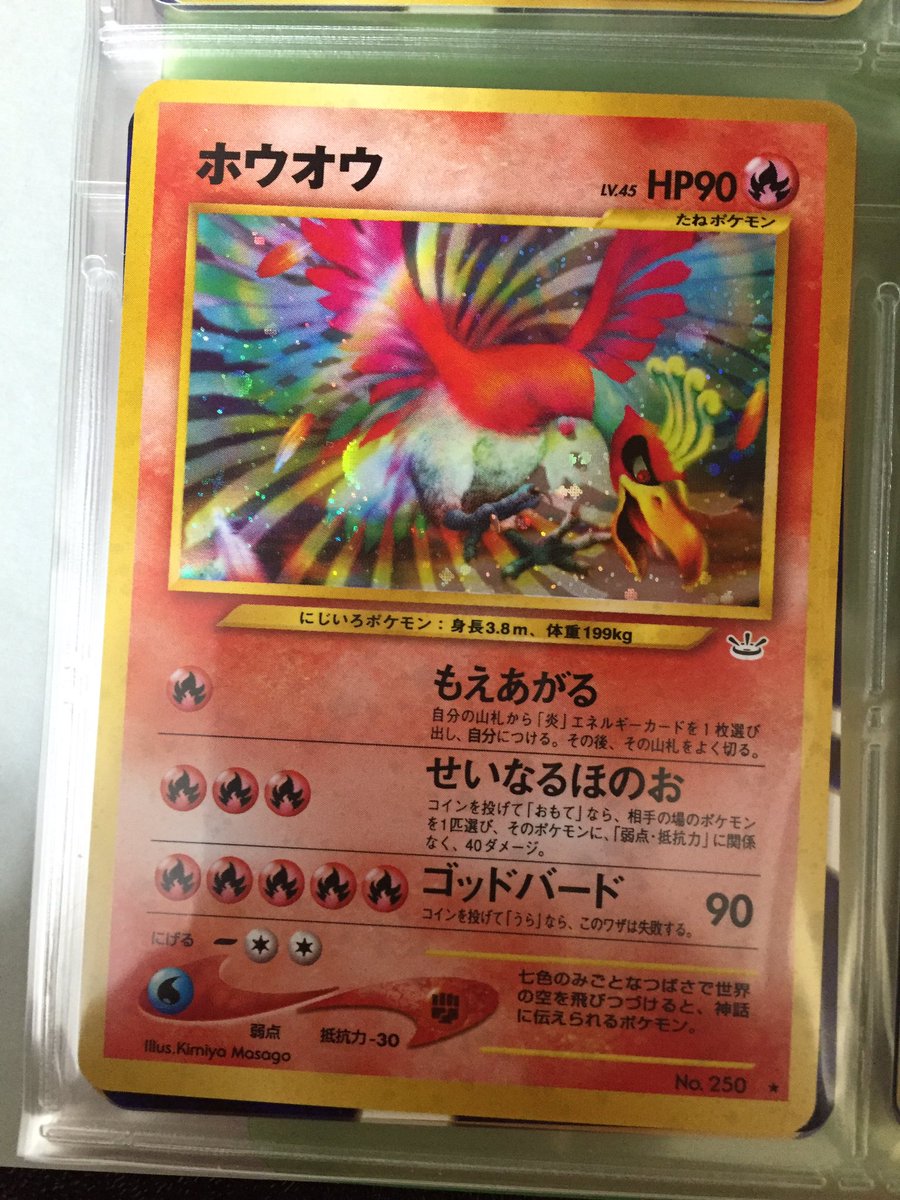 ホウオウ
LV.45 HP90
たねポケモン
にじいろポケモン：身長3.8m、体重199kg
もえあがる
自分の山札から「炎」エネルギーカードを1枚選び
出し、自分につける。その後、その山札をよく切る。
せいなるほのお
コインを投げて「おもて」なら、相手の場のポケモン
を1匹選び、そのポケモンに、「弱点・抵抗力」に関係
なく、40ダメージ。
ゴッドバード 90
コインを投げて「うら」なら、このワザは失敗する。
にげる
弱点
抵抗力 -30
七色のみごとなつばさで世界
の空を飛びつづけると、神話
に伝えられるポケモン。
Illus.Kimiya Masago
No. 250 ★